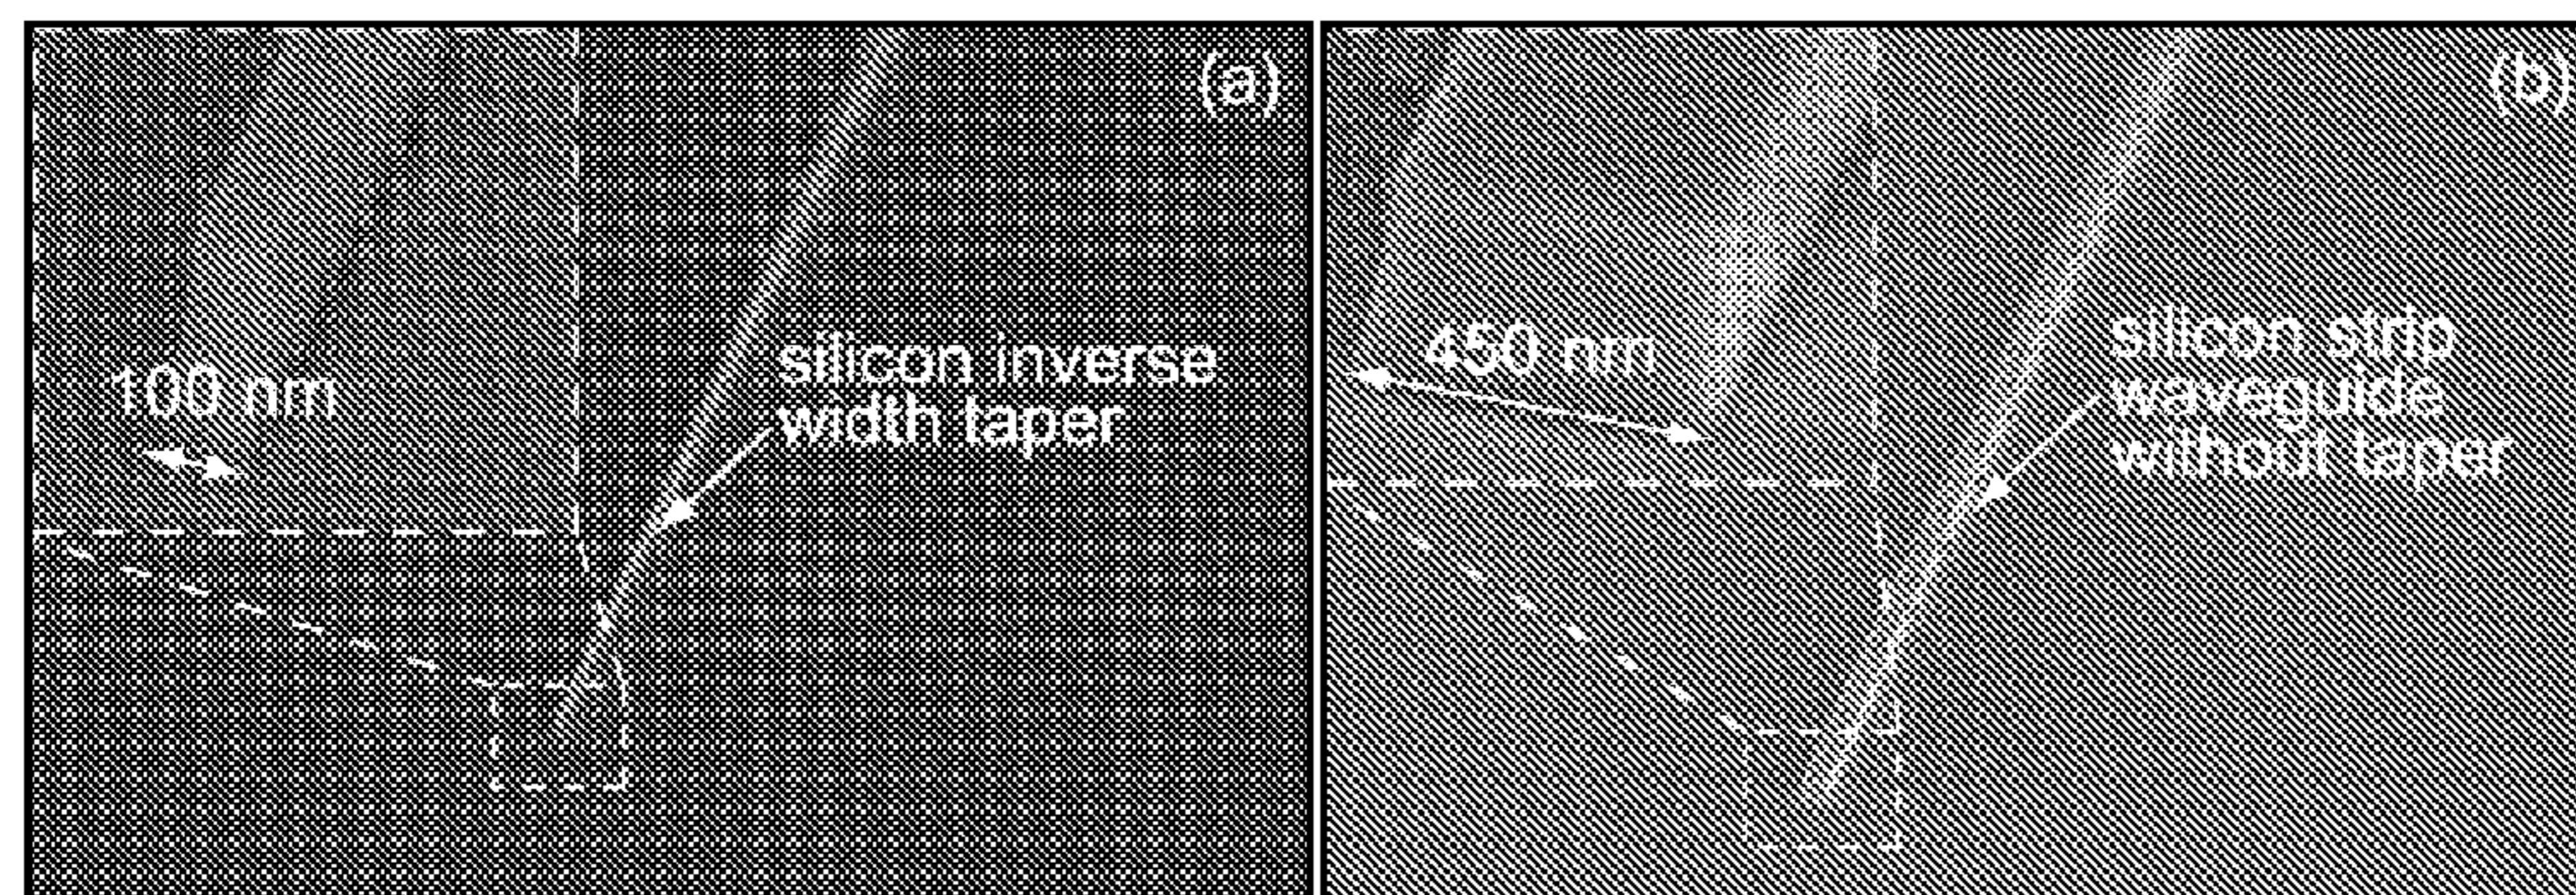 (a)
100 nm
silicon inverse
width taper
(b)
450 nm
silicon strip
waveguide
without taper